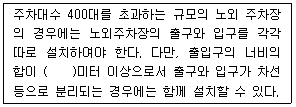 주차대수 400대를 초과하는 규모의 노외 주차장
의 경우에는 노외주차장의 출구와 입구를 각각
따로 설치하여야 한다. 다만, 출입구의 너비의
합이 (   )미터 이상으로서 출구와 입구가 차선
등으로 분리되는 경우에는 함께 설치할 수 있다.